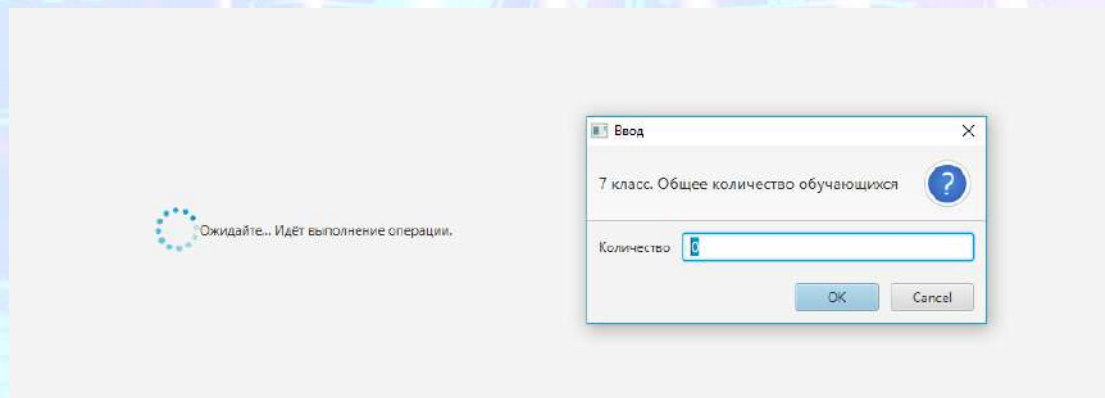 Ввод
7 класс. Общее количество обучающихся
Ожидайте... Идёт выполнение операции.
Количество 0
OK Cancel